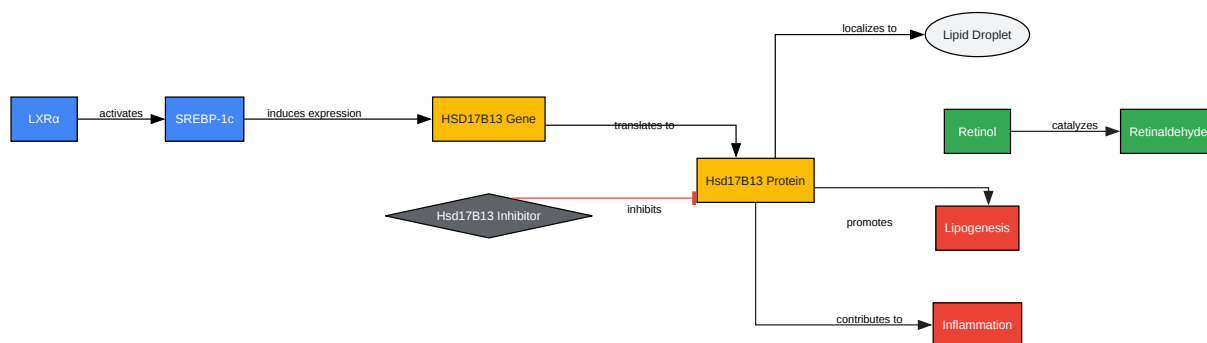 localizes to
Lipid Droplet
LXRα
activates
SREBP-1c
induces expression
HSD17B13 Gene
translates to
Retinol
catalyzes
Retinaldehyde
Hsd17B13 Protein
Hsd17B13 Inhibitor
inhibits
promotes
Lipogenesis
contributes to
Inflammation